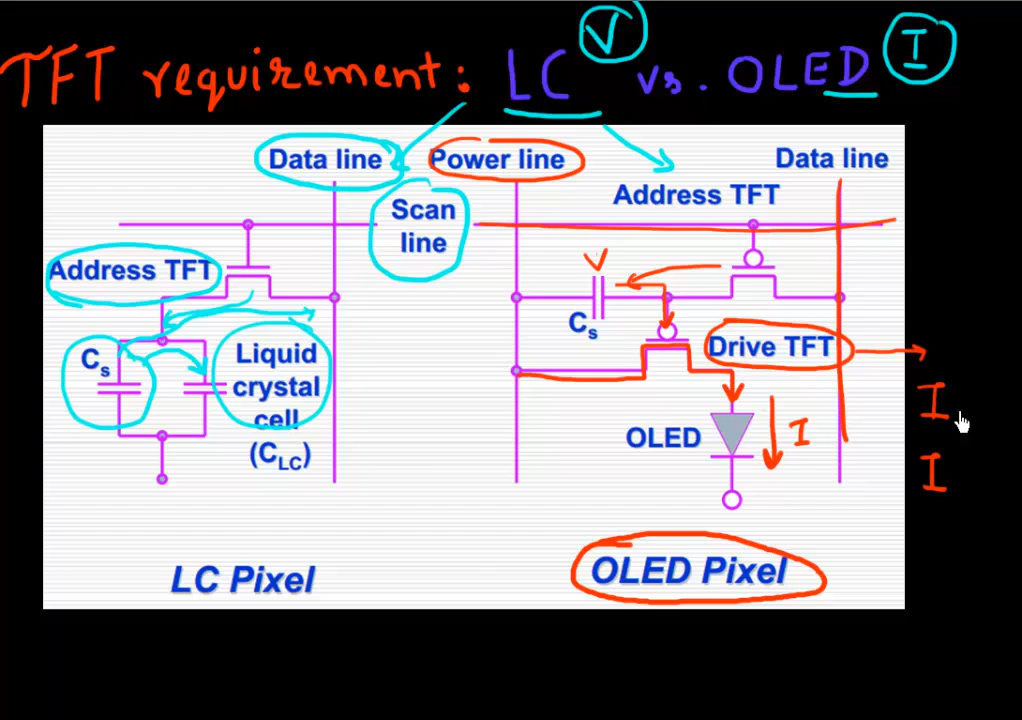 TFT requirement: LC V vs. OLED I
Data line
Power line
Data line
Address TFT
Scan
line
Address TFT
V
Cs
Drive TFT
Cs
Liquid
crystal
cell
(CLC)
I
OLED
I
I
LC Pixel
OLED Pixel